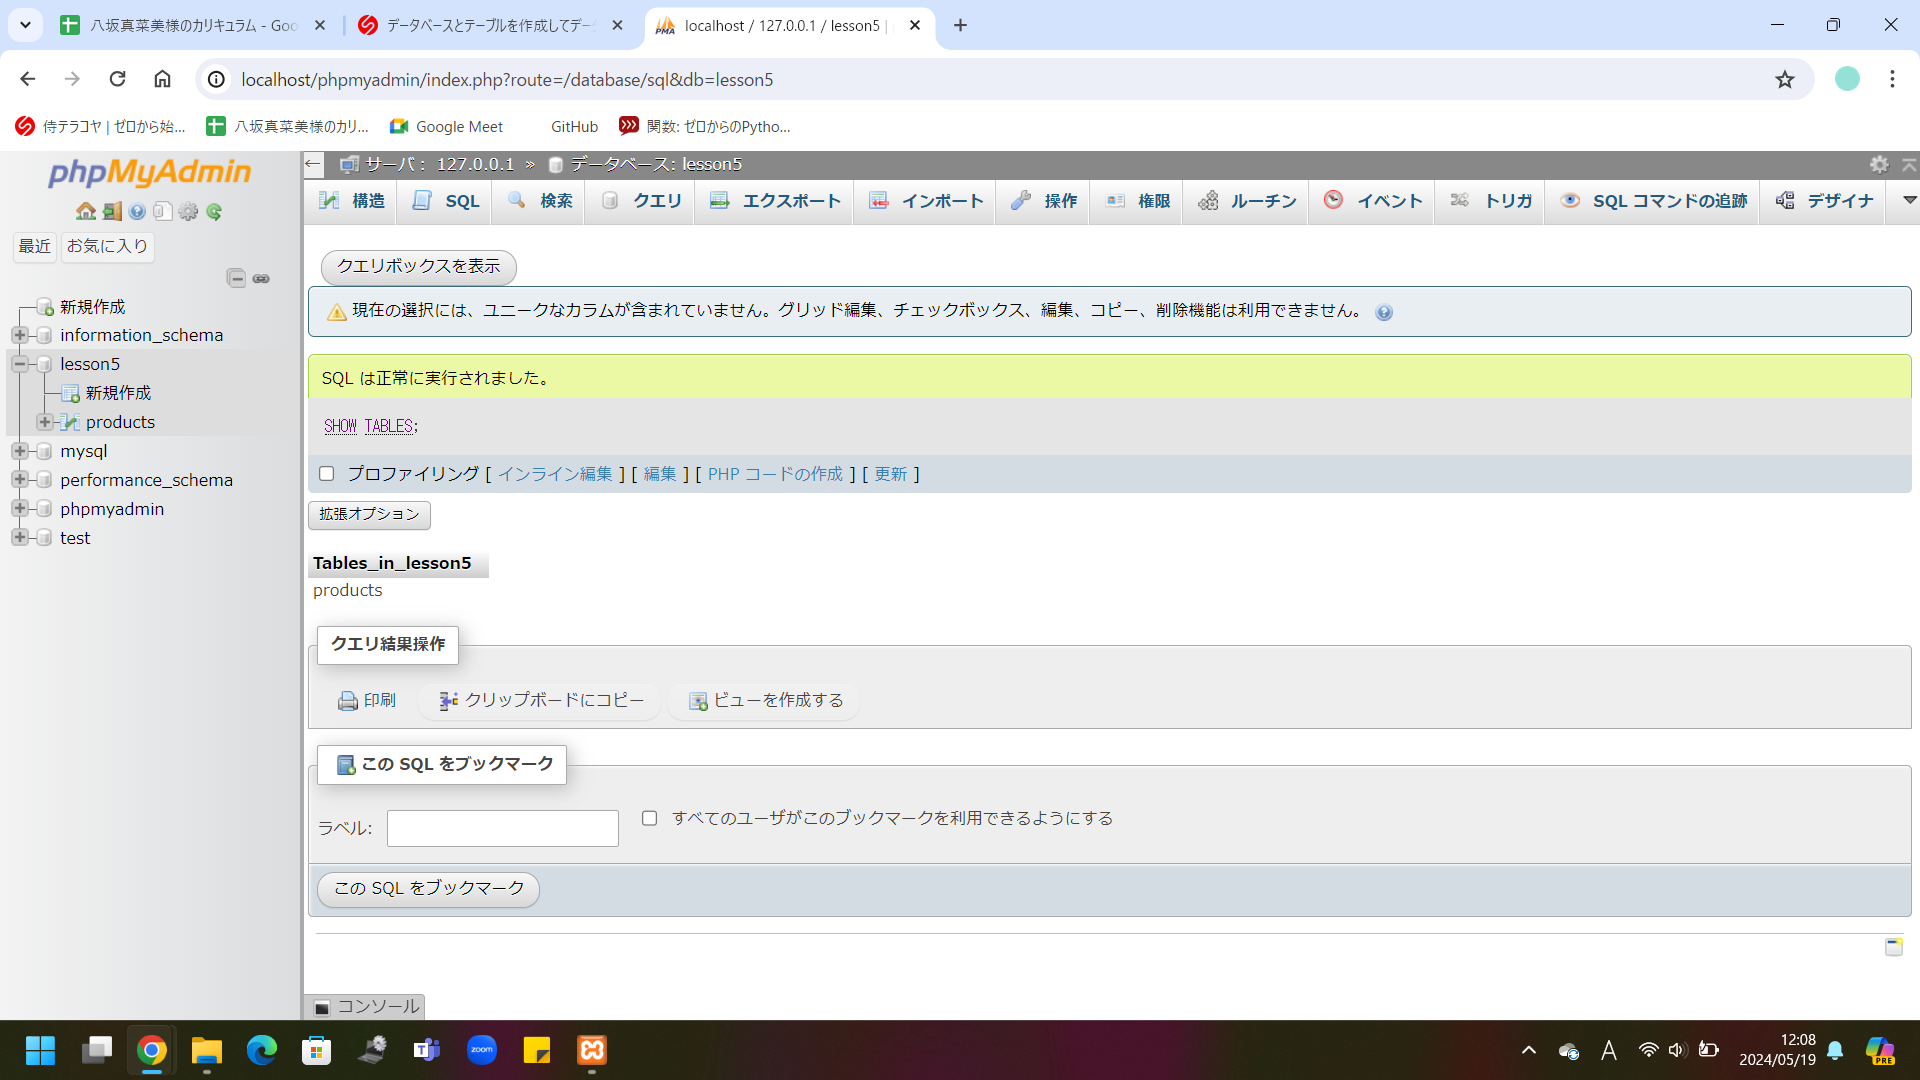 八坂真菜美様のカリキュラム - Goo
データベースとテーブルを作成してデー
PMA localhost / 127.0.0.1 / lesson5 |
localhost/phpmyadmin/index.php?route=/database/sql&db=lesson5
侍テラコヤ | ゼロから始...
八坂真菜美様のカリ...
Google Meet
GitHub
関数: ゼロからのPytho...
phpMyAdmin
最近
お気に入り
新規作成
information_schema
lesson5
新規作成
products
mysql
performance_schema
phpmyadmin
test
サーバ： 127.0.0.1 » データベース: lesson5
構造
SQL
検索
クエリ
エクスポート
インポート
操作
権限
ルーチン
イベント
トリガ
SQL コマンドの追跡
デザイナ
クエリボックスを表示
現在の選択には、ユニークなカラムが含まれていません。グリッド編集、チェックボックス、編集、コピー、削除機能は利用できません。
SQL は正常に実行されました。
SHOW TABLES;
プロファイリング [ インライン編集 ] [ 編集 ] [ PHP コードの作成 ] [ 更新 ]
拡張オプション
Tables_in_lesson5
products
クエリ結果操作
印刷
クリップボードにコピー
ビューを作成する
この SQL をブックマーク
ラベル:
すべてのユーザがこのブックマークを利用できるようにする
この SQL をブックマーク
コンソール
zoom
A
12:08
2024/05/19
PRE